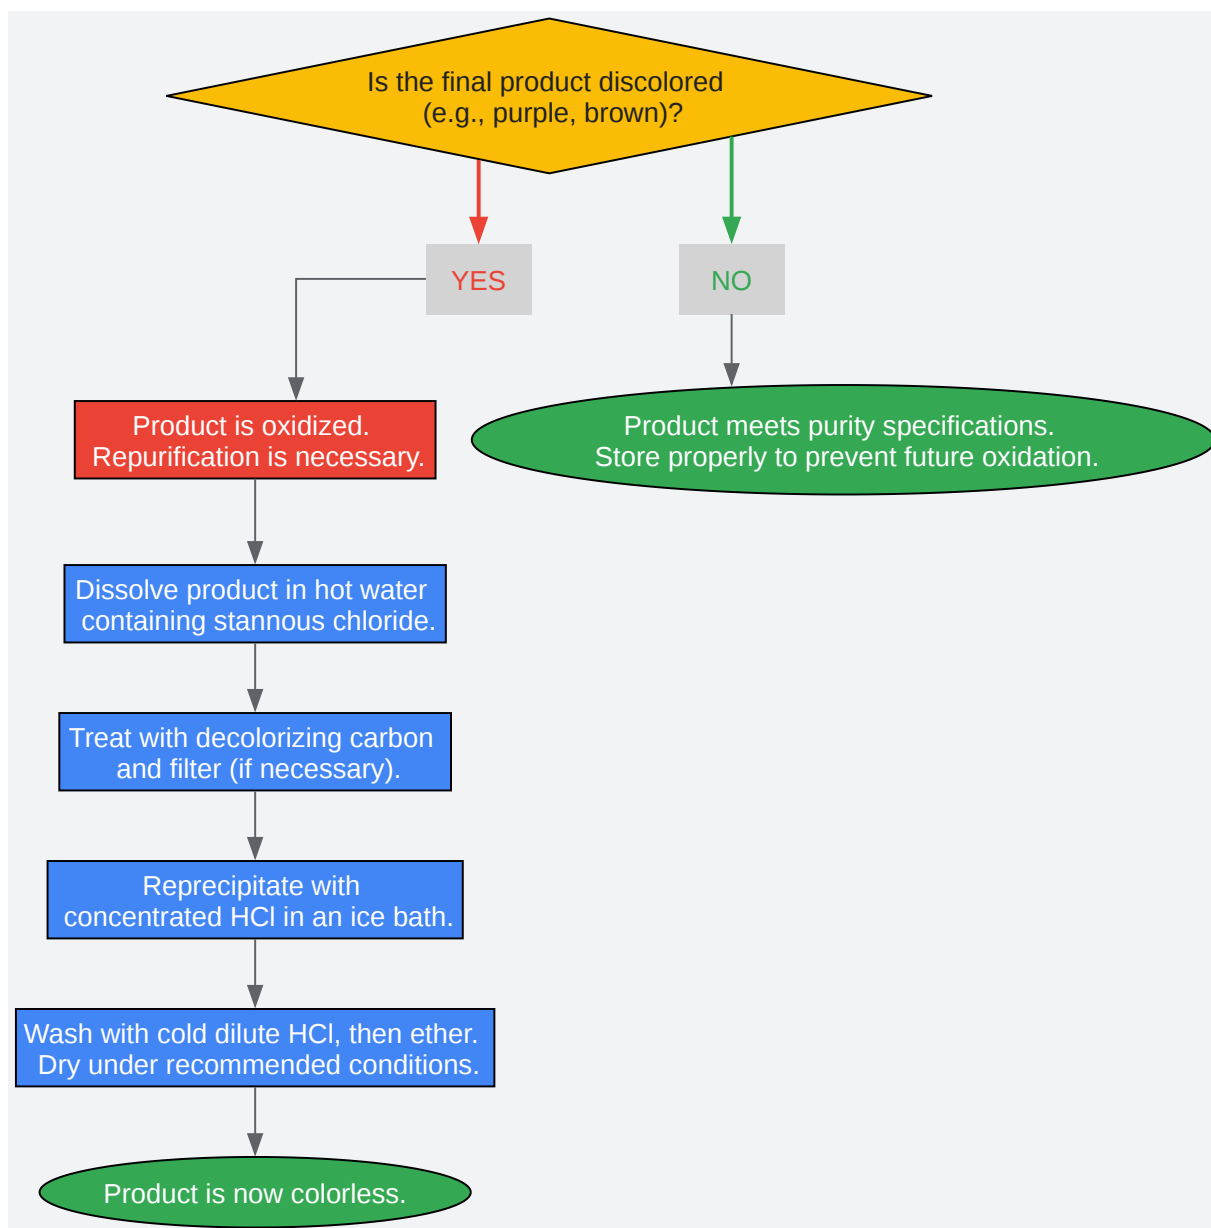 Is the final product discolored
(e.g., purple, brown)?
YES
NO
Product is oxidized.
Repurification is necessary.
Product meets purity specifications.
Store properly to prevent future oxidation.
Dissolve product in hot water
containing stannous chloride.
Treat with decolorizing carbon
and filter (if necessary).
Reprecipitate with
concentrated HCl in an ice bath.
Wash with cold dilute HCl, then ether.
Dry under recommended conditions.
Product is now colorless.